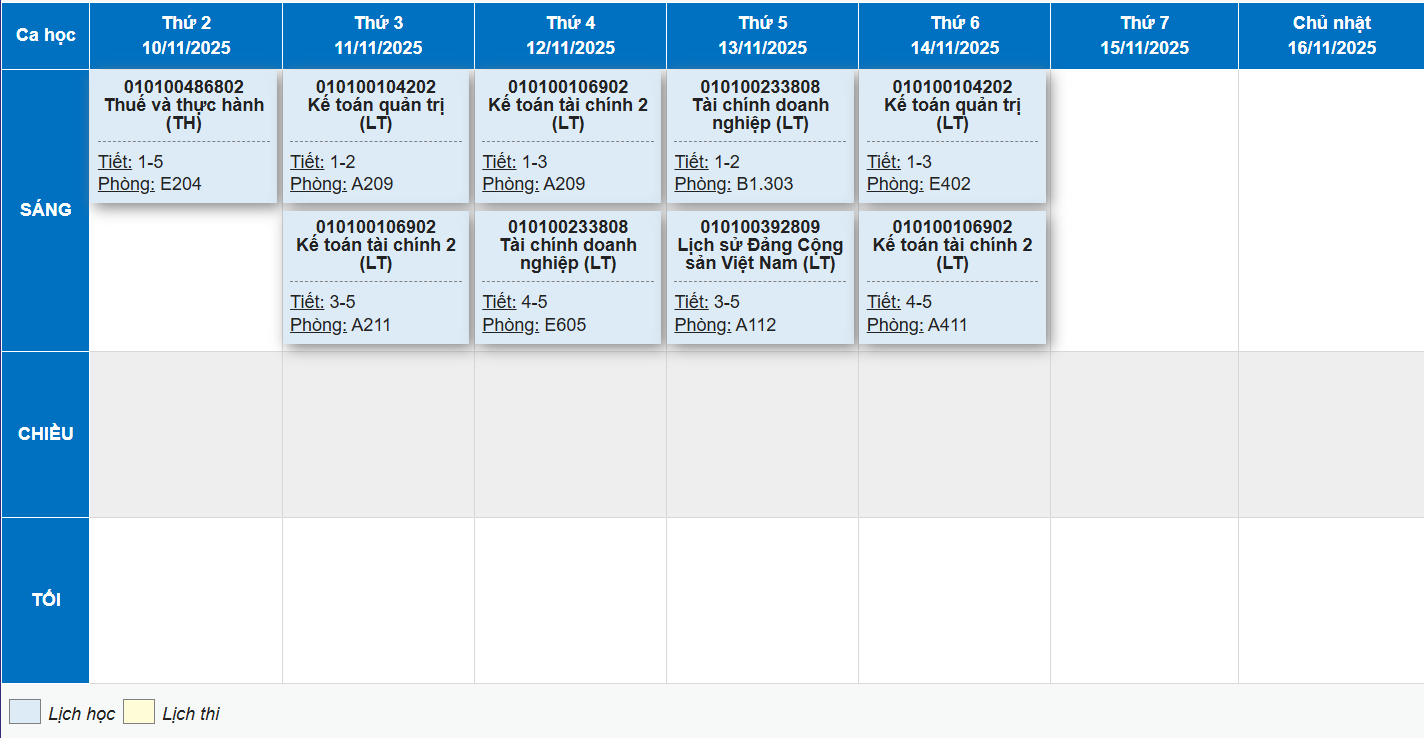 Ca học
Thứ 2
10/11/2025
Thứ 3
11/11/2025
Thứ 4
12/11/2025
Thứ 5
13/11/2025
Thứ 6
14/11/2025
Thứ 7
15/11/2025
Chủ nhật
16/11/2025
SÁNG
010100486802
Thuế và thực hành
(TH)
Tiết: 1-5
Phòng: E204
010100104202
Kế toán quản trị
(LT)
Tiết: 1-2
Phòng: A209
010100106902
Kế toán tài chính 2
(LT)
Tiết: 3-5
Phòng: A211
010100106902
Kế toán tài chính 2
(LT)
Tiết: 1-3
Phòng: A209
010100233808
Tài chính doanh
nghiệp (LT)
Tiết: 4-5
Phòng: E605
010100233808
Tài chính doanh
nghiệp (LT)
Tiết: 1-2
Phòng: B1.303
010100392809
Lịch sử Đảng Cộng
sản Việt Nam (LT)
Tiết: 3-5
Phòng: A112
010100104202
Kế toán quản trị
(LT)
Tiết: 1-3
Phòng: E402
010100106902
Kế toán tài chính 2
(LT)
Tiết: 4-5
Phòng: A411
CHIỀU
TỐI
Lịch học
Lịch thi